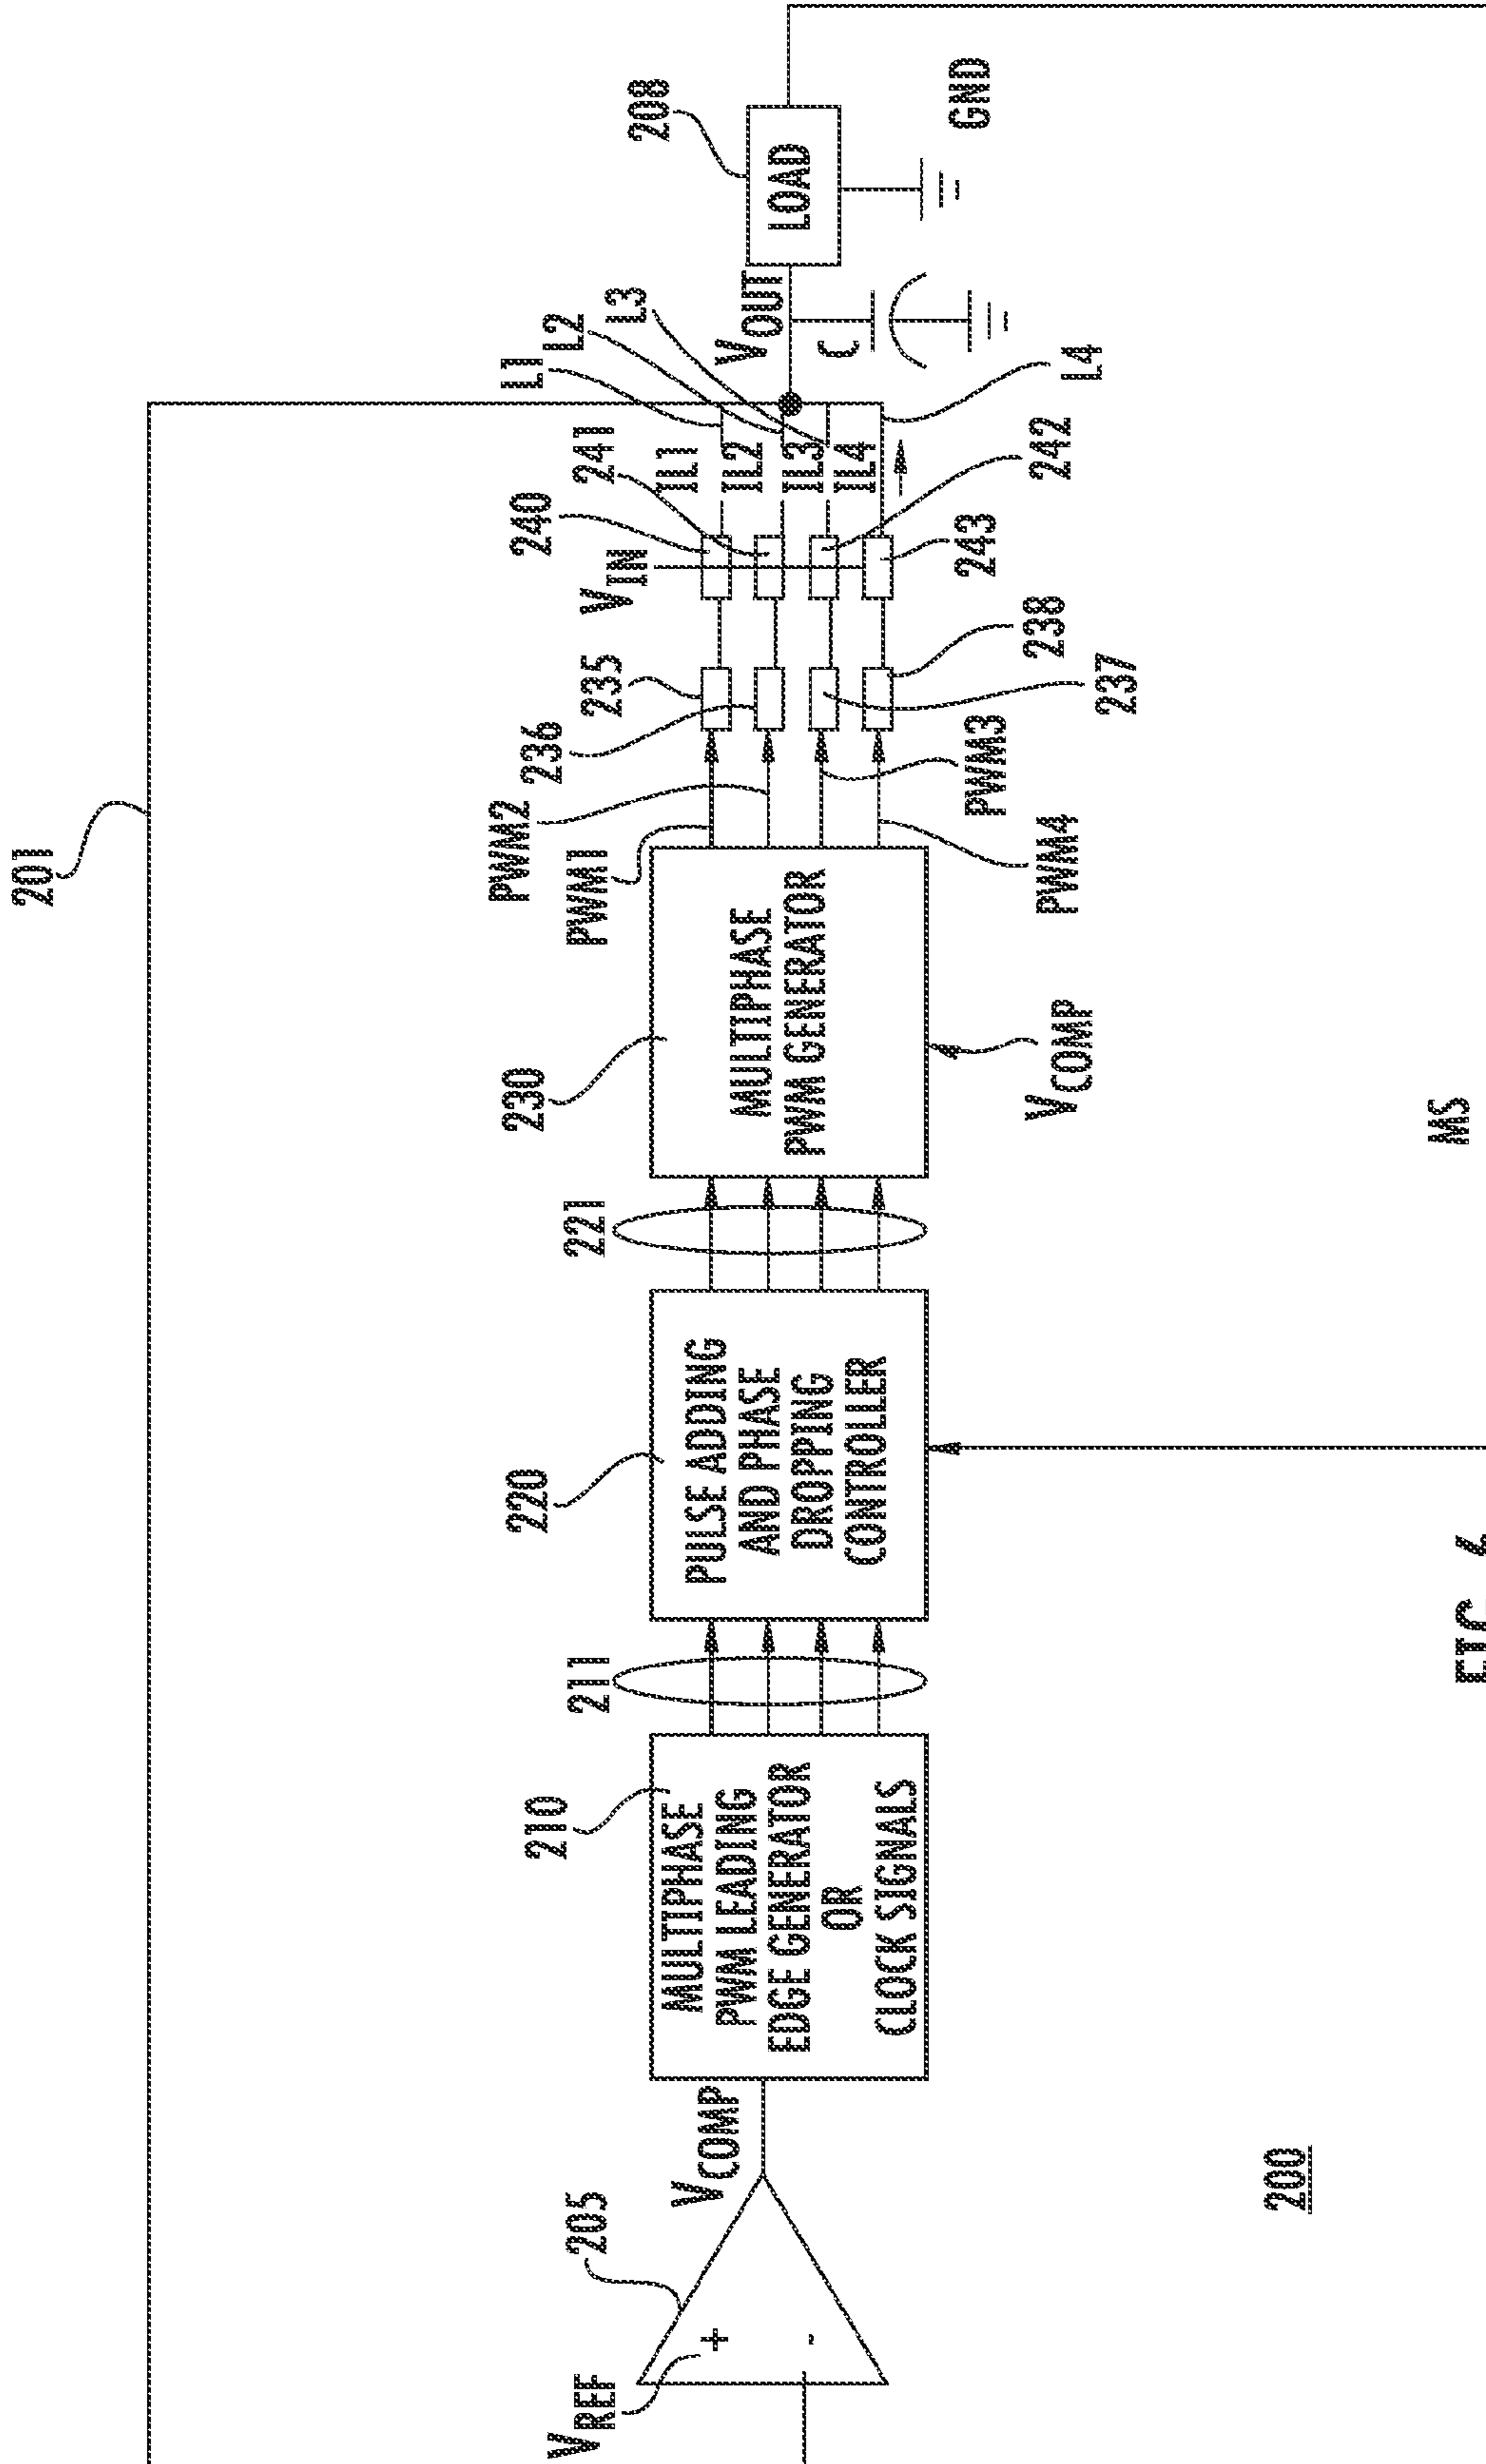 201
208
LOAD
GND
VOUT
C
L1
L2
L3
L4
IL1
IL2
IL3
IL4
240
241
242
243
VIN
235
236
237
238
PWM1
PWM2
PWM3
PWM4
230
MULTIPHASE
PWM GENERATOR
VCOMP
221
220
PULSE ADDING
AND PHASE
DROPPING
CONTROLLER
211
210
MULTIPHASE
PWM LEADING
EDGE GENERATOR
OR
CLOCK SIGNALS
VCOMP
205
VREF
+
-
200
MS